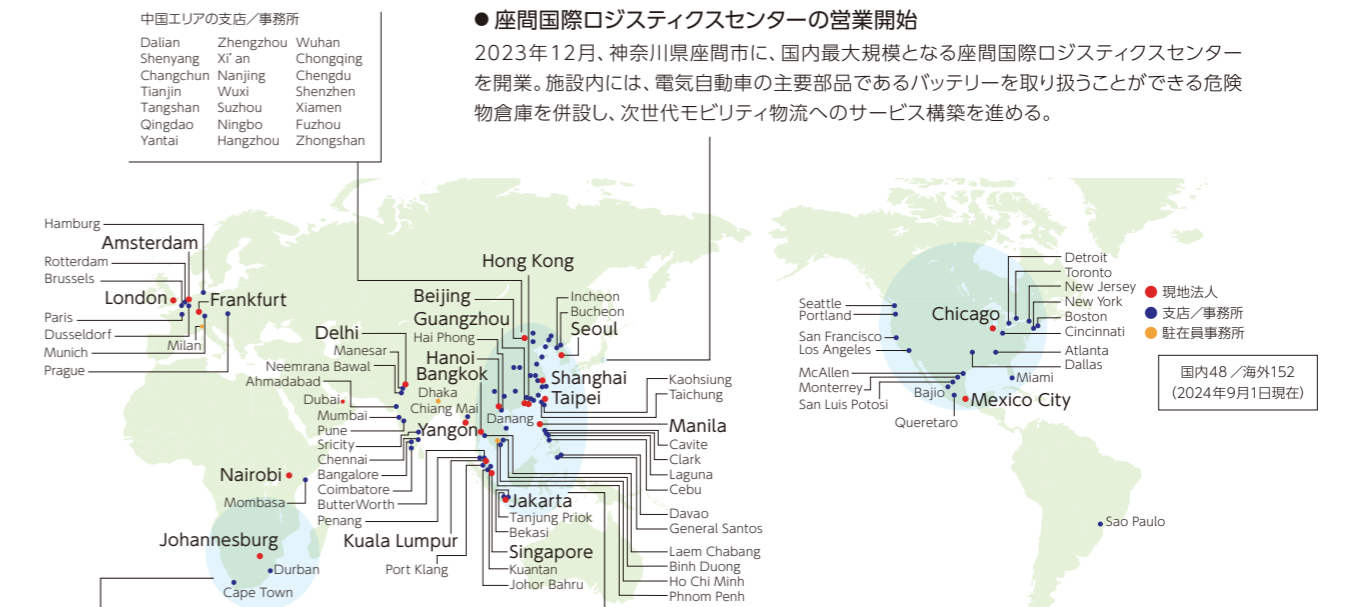 中国エリアの支店／事務所
Dalian Zhengzhou Wuhan
Shenyang Xi'an Chongqing
Changchun Nanjing Chengdu
Tianjin Wuxi Shenzhen
Tangshan Suzhou Xiamen
Qingdao Ningbo Fuzhou
Yantai Hangzhou Zhongshan
● 座間国際ロジスティクスセンターの営業開始
2023年12月、神奈川県座間市に、国内最大規模となる座間国際ロジスティクスセンター
を開業。施設内には、電気自動車の主要部品であるバッテリーを取り扱うことができる危険
物倉庫を併設し、次世代モビリティ物流へのサービス構築を進める。
Hamburg
Amsterdam
Rotterdam
Brussels
London
Frankfurt
Paris
Dusseldorf
Milan
Munich
Prague
Hong Kong
Beijing
Guangzhou
Incheon
Bucheon
Seoul
Delhi
Hai Phong
Manesar
Hanoi
Neemrana Bawal
Bangkok
Ahmadabad
Dhaka
Dubai
Chiang Mai
Shanghai
Taipei
Kaohsiung
Taichung
Mumbai
Danang
Pune
Yangon
Manila
Sricity
Cavite
Chennai
Clark
Nairobi
Bangalore
Laguna
Coimbatore
Cebu
Mombasa
ButterWorth
Jakarta
Penang
Tanjung Priok
Davao
General Santos
Bekasi
Johannesburg
Kuala Lumpur
Singapore
Laem Chabang
Port Klang
Kuantan
Binh Duong
Durban
Johor Bahru
Ho Chi Minh
Cape Town
Phnom Penh
Detroit
Toronto
New Jersey
New York
Seattle
Portland
Chicago
Boston
Cincinnati
San Francisco
Los Angeles
Atlanta
Dallas
McAllen
Miami
Monterrey
Bajio
San Luis Potosi
Mexico City
Queretaro
Sao Paulo
現地法人
支店／事務所
駐在員事務所
国内48／海外152
（2024年9月1日現在）